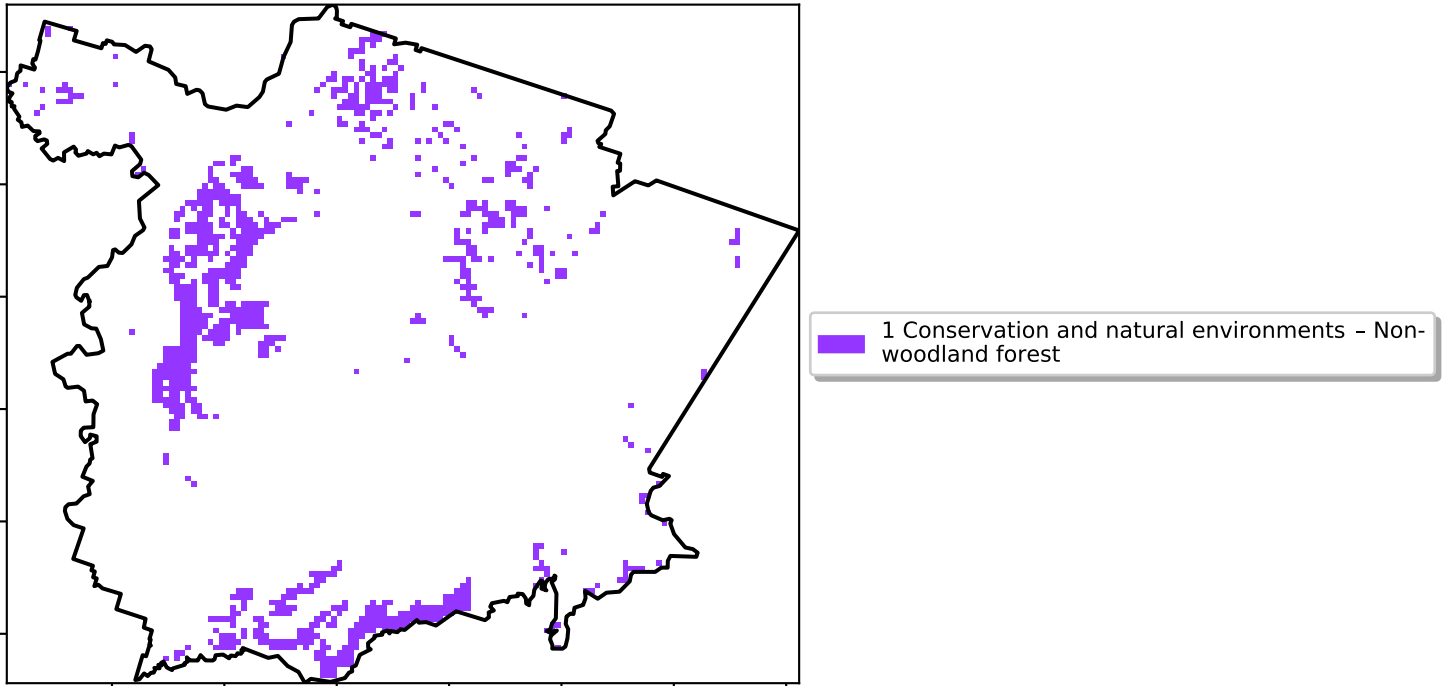 1 Conservation and natural environments – Non-
woodland forest